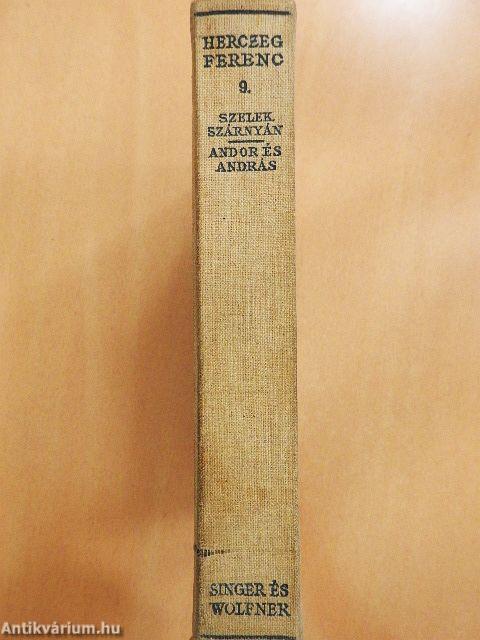 HERCZEG
FERENC
9.
SZELEK
SZÁRNYÁN
ANDOR ÉS
ANDRÁS
SINGER ÉS
WOLFNER
Antikvárium.hu